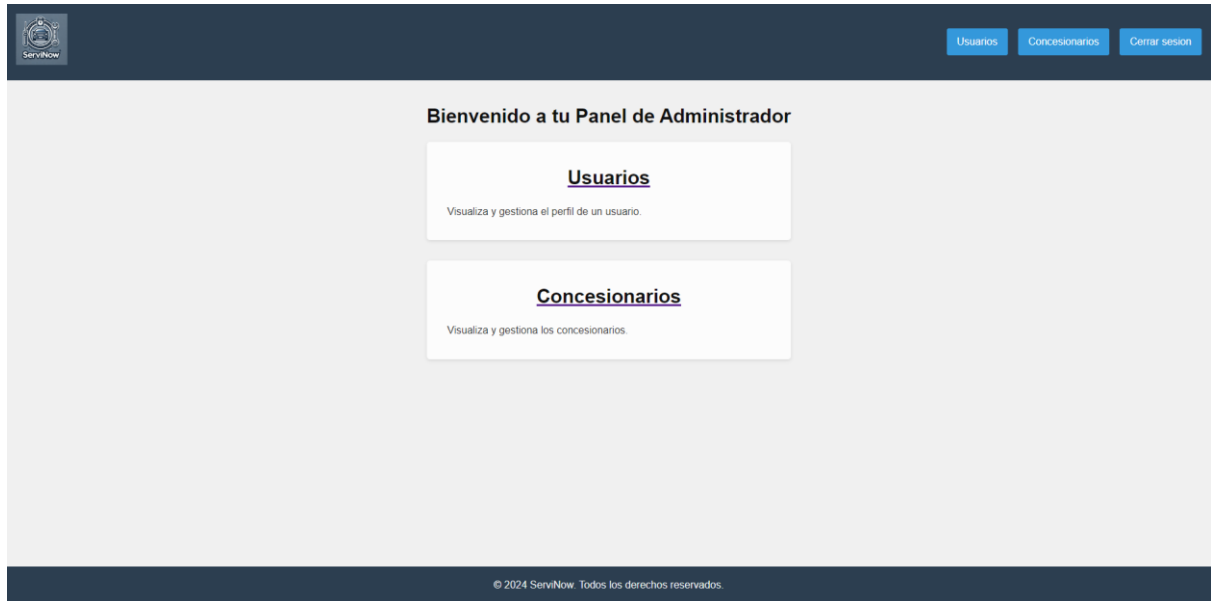 ServiNow
Usuarios
Concesionarios
Cerrar sesion
Bienvenido a tu Panel de Administrador
Usuarios
Visualiza y gestiona el perfil de un usuario.
Concesionarios
Visualiza y gestiona los concesionarios.
© 2024 ServiNow. Todos los derechos reservados.